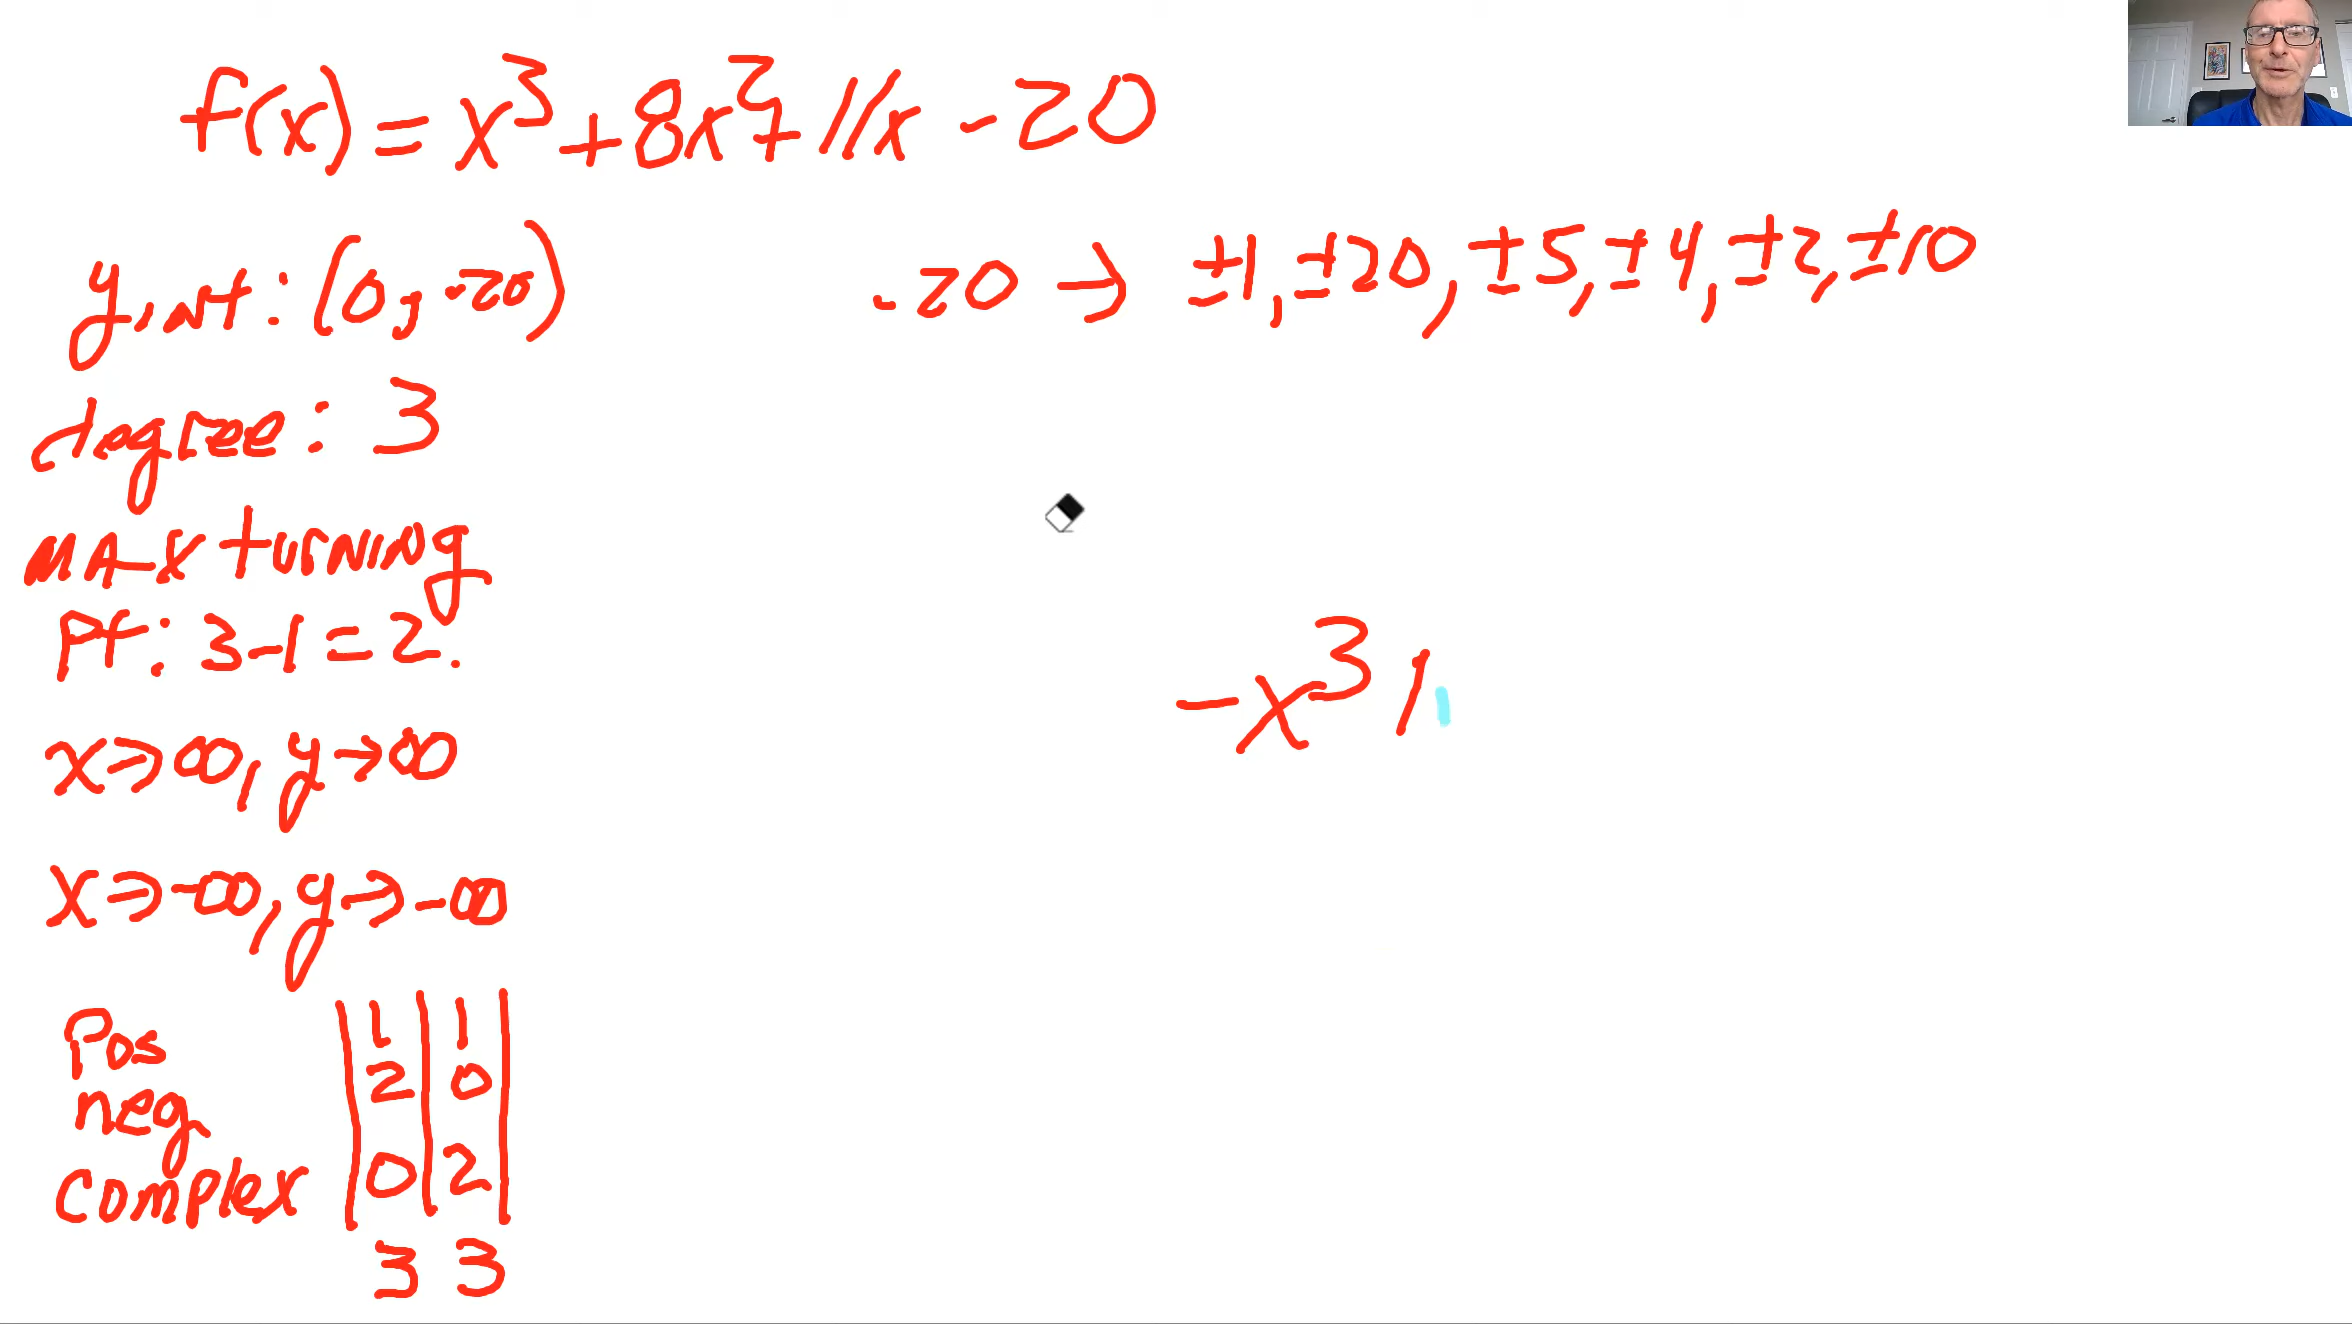 f(x) = x³ + 8x² + 11x - 20
y int: (0, -20)
-20 → ±1, ±20, ±5, ±4, ±2, ±10
degree: 3
MAX turning
Pt: 3-1 = 2.
-x³ /
x→∞, y→∞
x→-∞, y→-∞
Pos | 1 | 1 |
neg | 2 | 0 |
complex | 0 | 2 |
3 3